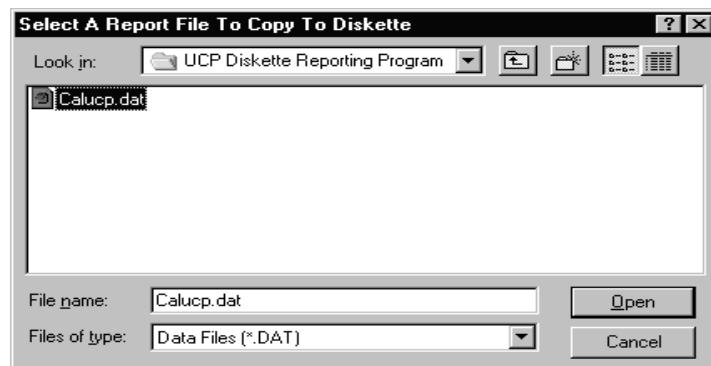 Select A Report File To Copy To Diskette
Look in: UCP Diskette Reporting Program
Calucp.dat
File name: Calucp.dat Open
Files of type: Data Files (*.DAT) Cancel